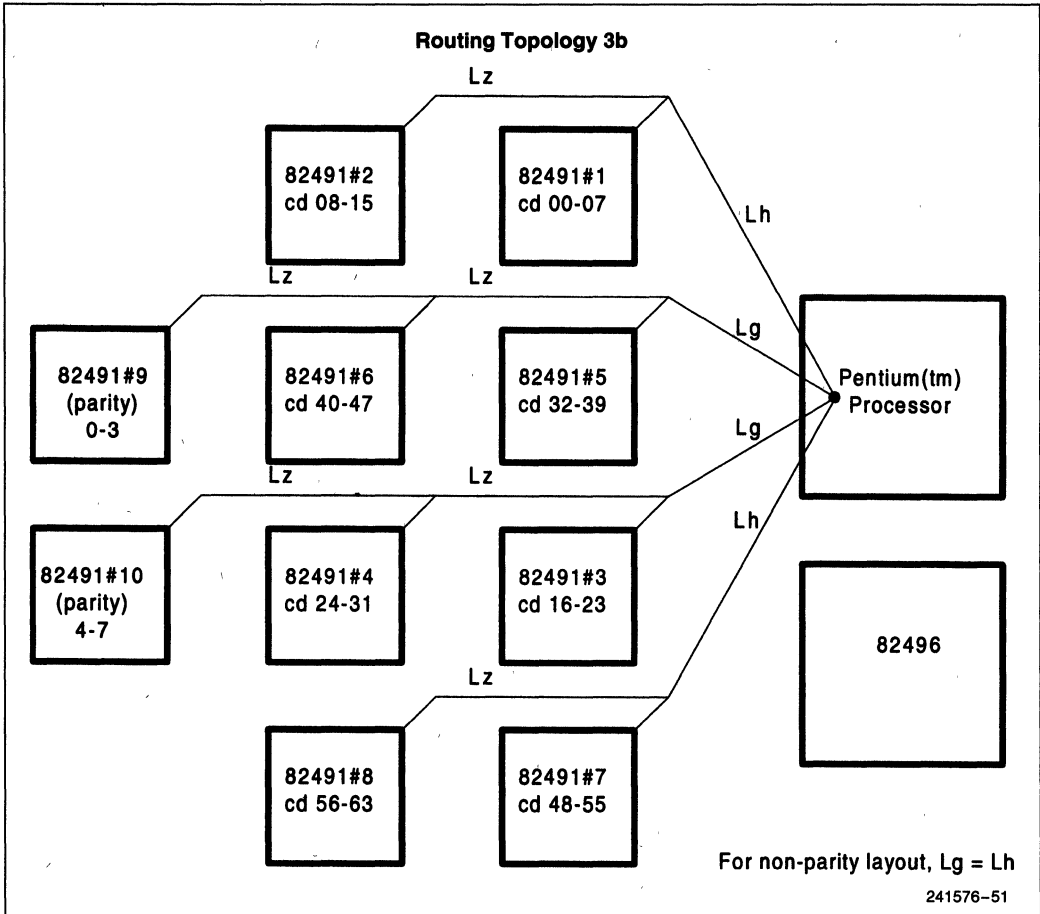 Routing Topology 3b
Lz
82491#2
cd 08-15
82491#1
cd 00-07
Lh
Lz
Lz
Lg
82491#9
(parity)
0-3
82491#6
cd 40-47
82491#5
cd 32-39
Pentium(tm)
Processor
Lg
Lz
Lz
Lh
82491#10
(parity)
4-7
82491#4
cd 24-31
82491#3
cd 16-23
82496
Lz
82491#8
cd 56-63
82491#7
cd 48-55
For non-parity layout, Lg = Lh
241576-51